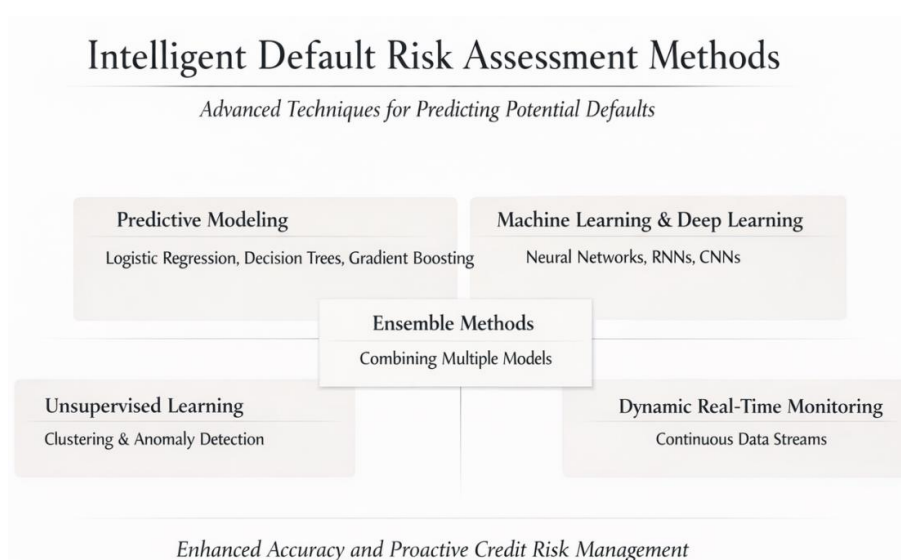 Intelligent Default Risk Assessment Methods
Advanced Techniques for Predicting Potential Defaults
Predictive Modeling
Logistic Regression, Decision Trees, Gradient Boosting
Machine Learning & Deep Learning
Neural Networks, RNNs, CNNs
Ensemble Methods
Combining Multiple Models
Unsupervised Learning
Clustering & Anomaly Detection
Dynamic Real-Time Monitoring
Continuous Data Streams
Enhanced Accuracy and Proactive Credit Risk Management